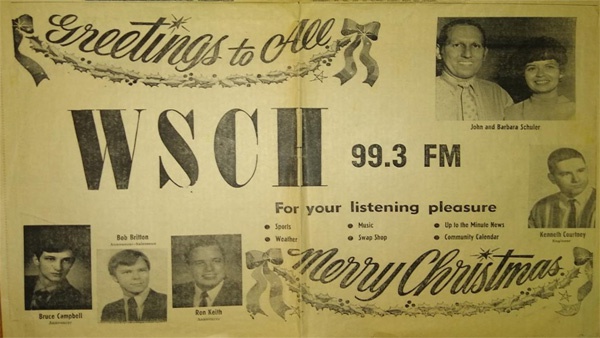 Greetings to All
WSCH
99.3 FM
John and Barbara Schuler
For your listening pleasure
Sports
Music
Up to the Minute News
Weather
Swap Shop
Community Calendar
Kenneth Courtney
Bob Britton
Bruce Campbell
Ron Keith
Merry Christmas